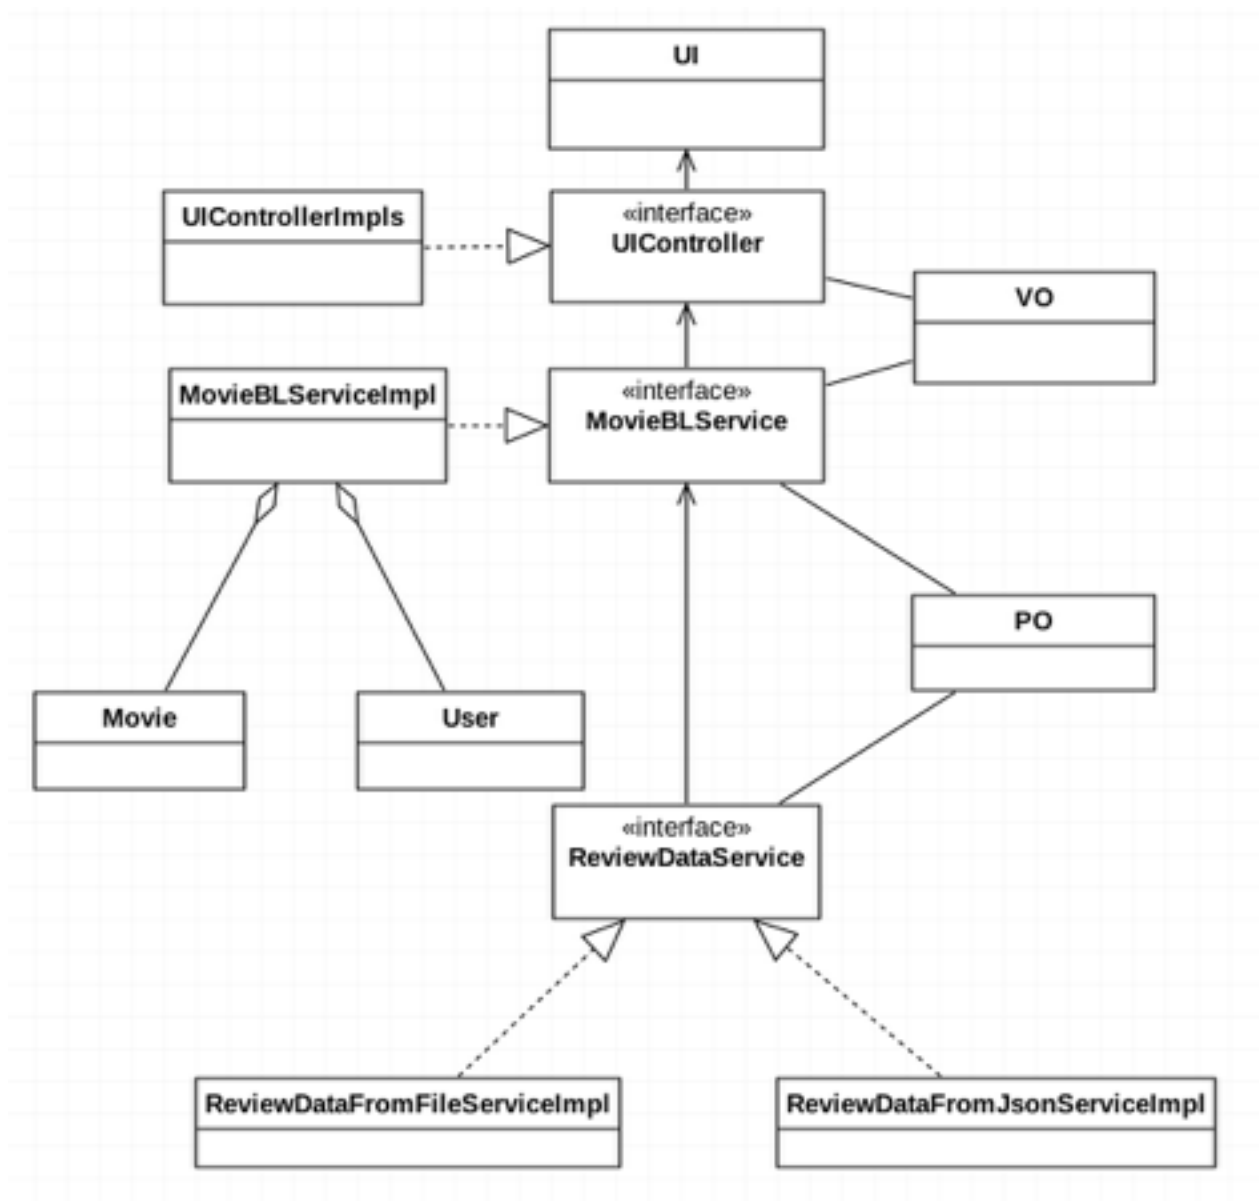 UI
UIControllerImpls
«interface»
UIController
VO
MovieBLServiceImpl
«interface»
MovieBLService
PO
Movie
User
«interface»
ReviewDataService
ReviewDataFromFileServiceImpl
ReviewDataFromJsonServiceImpl